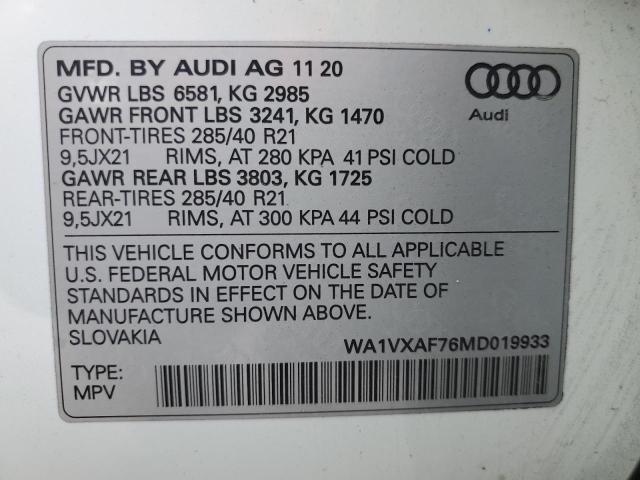 MFD. BY AUDI AG 11 20
GVWR LBS 6581, KG 2985
GAWR FRONT LBS 3241, KG 1470
FRONT-TIRES 285/40 R21
9,5JX21 RIMS, AT 280 KPA 41 PSI COLD
GAWR REAR LBS 3803, KG 1725
REAR-TIRES 285/40 R21
9,5JX21 RIMS, AT 300 KPA 44 PSI COLD
Audi
THIS VEHICLE CONFORMS TO ALL APPLICABLE
U.S. FEDERAL MOTOR VEHICLE SAFETY
STANDARDS IN EFFECT ON THE DATE OF
MANUFACTURE SHOWN ABOVE.
SLOVAKIA WA1VXAF76MD019933
TYPE:
MPV